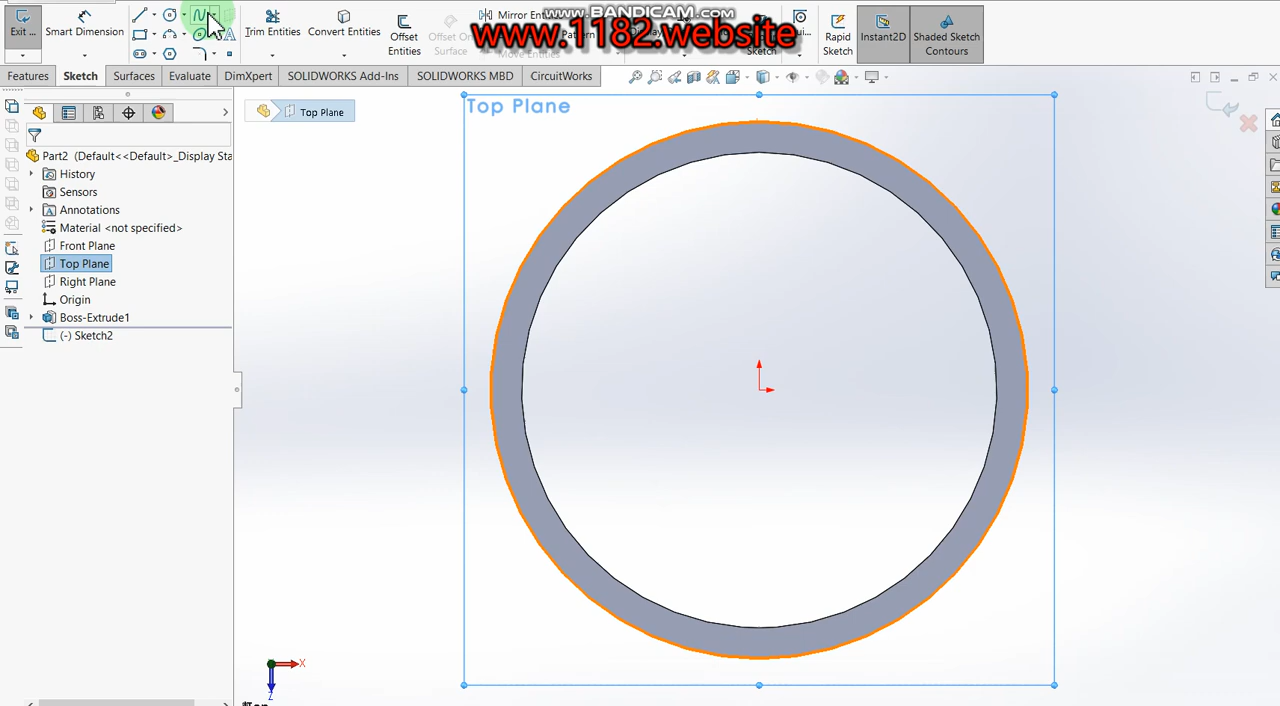 www.BANDICAM.com
www.1182.website
Exit ...
Smart Dimension
Trim Entities
Convert Entities
Offset
Entities
Offset On
Surface
Mirror Entities
Move Entities
Rapid
Sketch
Instant2D
Shaded Sketch
Contours
Features
Sketch
Surfaces
Evaluate
DimXpert
SOLIDWORKS Add-Ins
SOLIDWORKS MBD
CircuitWorks
Top Plane
Top Plane
Part2 (Default<<Default>_Display Sta
History
Sensors
Annotations
Material <not specified>
Front Plane
Top Plane
Right Plane
Origin
Boss-Extrude1
(-) Sketch2
X
Z